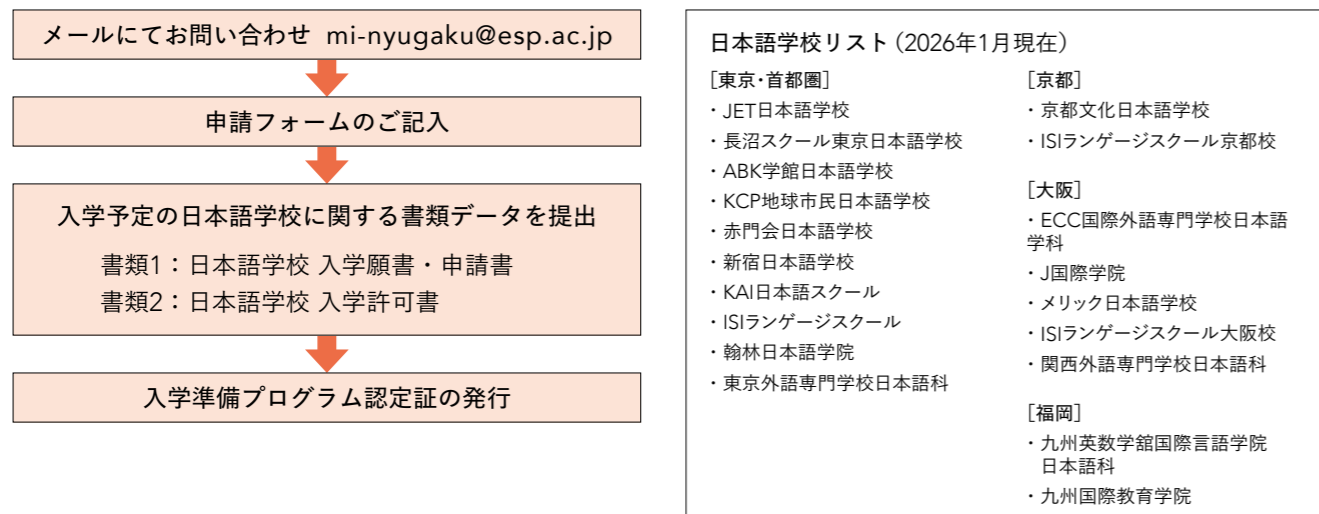 メールにてお問い合わせ mi-nyugaku@esp.ac.jp
申請フォームのご記入
入学予定の日本語学校に関する書類データを提出
書類1：日本語学校 入学願書・申請書
書類2：日本語学校 入学許可書
入学準備プログラム認定証の発行
日本語学校リスト（2026年1月現在）
［東京・首都圏］
・JET日本語学校
・長沼スクール東京日本語学校
・ABK学館日本語学校
・KCP地球市民日本語学校
・赤門会日本語学校
・新宿日本語学校
・KAI日本語スクール
・ISIランゲージスクール
・翰林日本語学院
・東京外語専門学校日本語科
［京都］
・京都文化日本語学校
・ISIランゲージスクール京都校
［大阪］
・ECC国際外語専門学校日本語
学科
・J国際学院
・メリック日本語学校
・ISIランゲージスクール大阪校
・関西外語専門学校日本語科
［福岡］
・九州英数学舘国際言語学院
日本語科
・九州国際教育学院